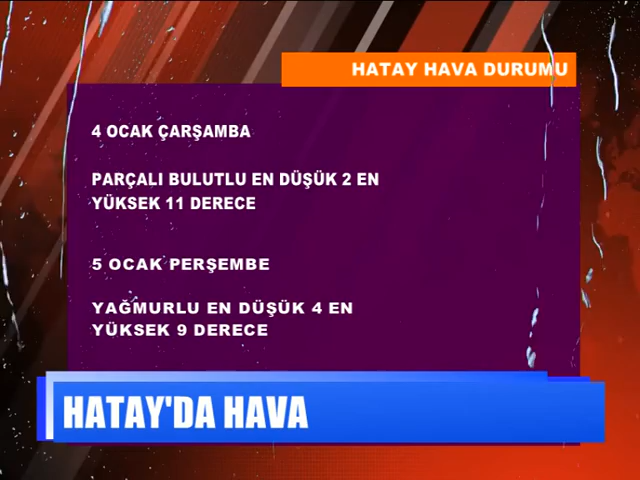 HATAY HAVA DURUMU
4 OCAK ÇARŞAMBA
PARÇALI BULUTLU EN DÜŞÜK 2 EN
YÜKSEK 11 DERECE
5 OCAK PERŞEMBE
YAĞMURLU EN DÜŞÜK 4 EN
YÜKSEK 9 DERECE
HATAY'DA HAVA